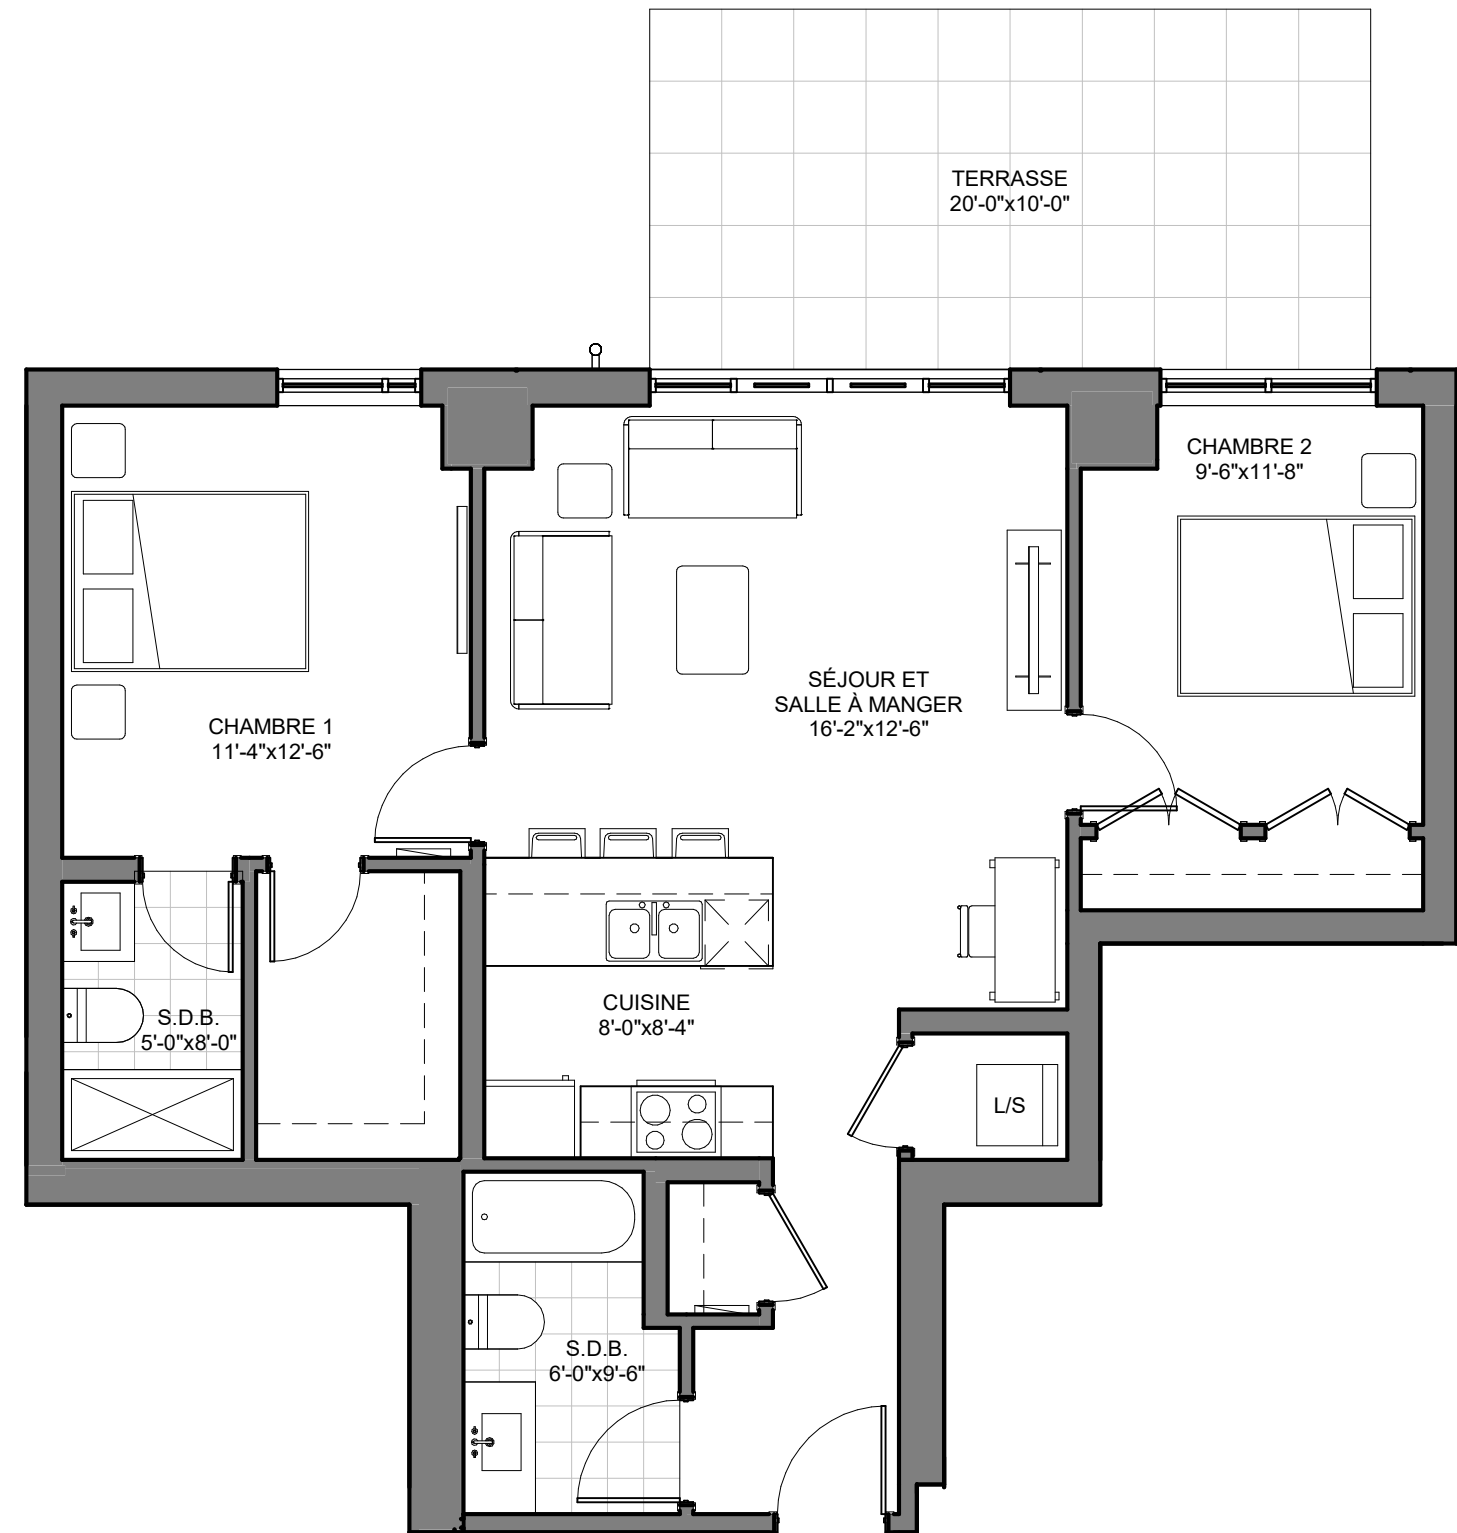 TERRASSE
20'-0"x10'-0"
CHAMBRE 2
9'-6"x11'-8"
SÉJOUR ET
SALLE À MANGER
16'-2"x12'-6"
CHAMBRE 1
11'-4"x12'-6"
CUISINE
8'-0"x8'-4"
S.D.B.
5'-0"x8'-0"
L/S
S.D.B.
6'-0"x9'-6"